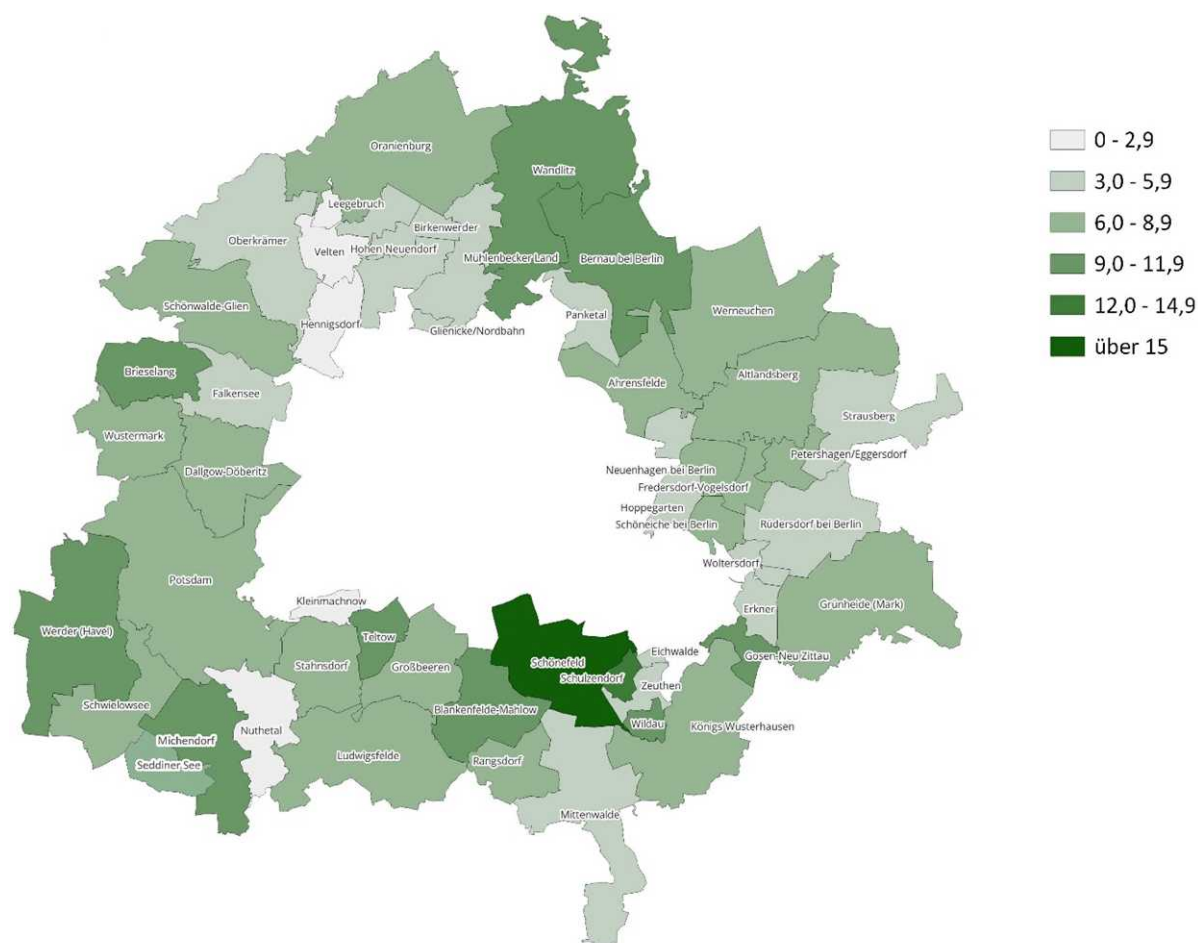 0 - 2,9
3,0 - 5,9
6,0 - 8,9
9,0 - 11,9
12,0 - 14,9
über 15
Oranienburg
Wandlitz
Leegebruch
Birkenwerder
Oberkrämer
Velten
Hohen Neuendorf
Mühlenbecker Land
Bernau bei Berlin
Schönwalde-Glien
Hennigsdorf
Glienicke/Nordbahn
Panketal
Werneuchen
Brieselang
Falkensee
Ahrensfelde
Altlandsberg
Strausberg
Wustermark
Dallgow-Döberitz
Petershagen/Eggersdorf
Neuenhagen bei Berlin
Fredersdorf-Vogelsdorf
Hoppegarten
Schöneiche bei Berlin
Rüdersdorf bei Berlin
Woltersdorf
Potsdam
Kleinmachnow
Erkner
Grünheide (Mark)
Werder (Havel)
Teltow
Stahnsdorf
Großbeeren
Schönefeld
Schulzendorf
Eichwalde
Zeuthen
Gosen-Neu Zittau
Schwielowsee
Blankenfelde-Mahlow
Wildau
Königs Wusterhausen
Michendorf
Nuthetal
Seddiner See
Ludwigsfelde
Rangsdorf
Mittenwalde